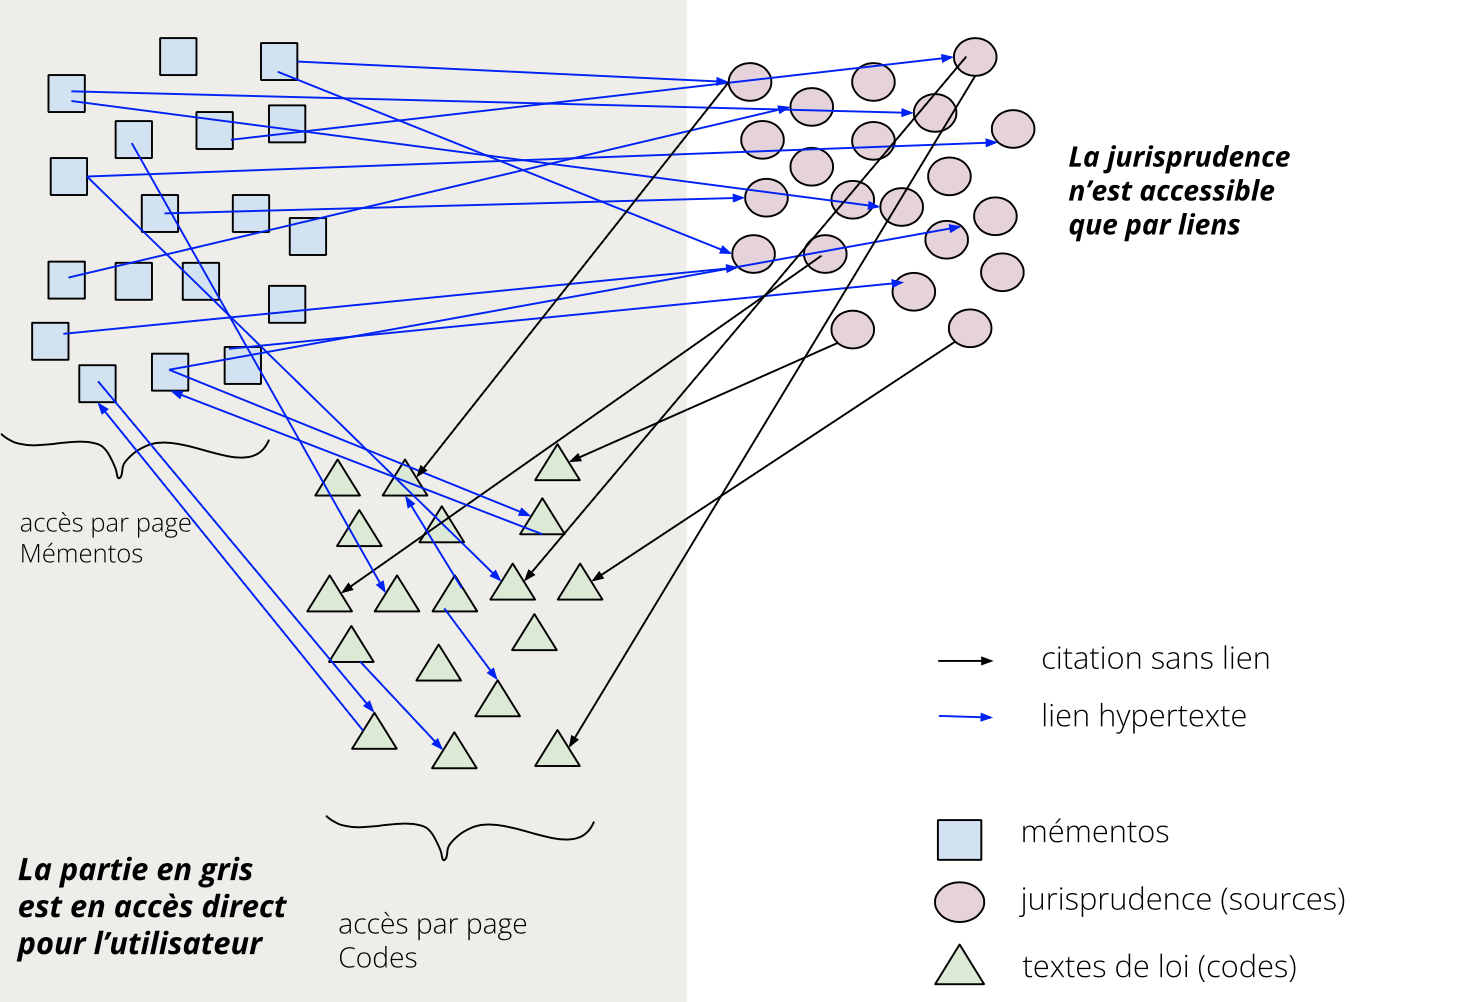 La jurisprudence
n’est accessible
que par liens
accès par page
Mémentos
citation sans lien
lien hypertexte
mémentos
jurisprudence (sources)
textes de loi (codes)
La partie en gris
est en accès direct
pour l’utilisateur
accès par page
Codes